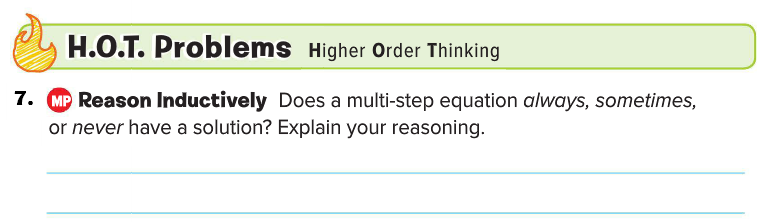 H.O.T. Problems Higher Order Thinking
7. MP Reason Inductively Does a multi-step equation always, sometimes,
or never have a solution? Explain your reasoning.